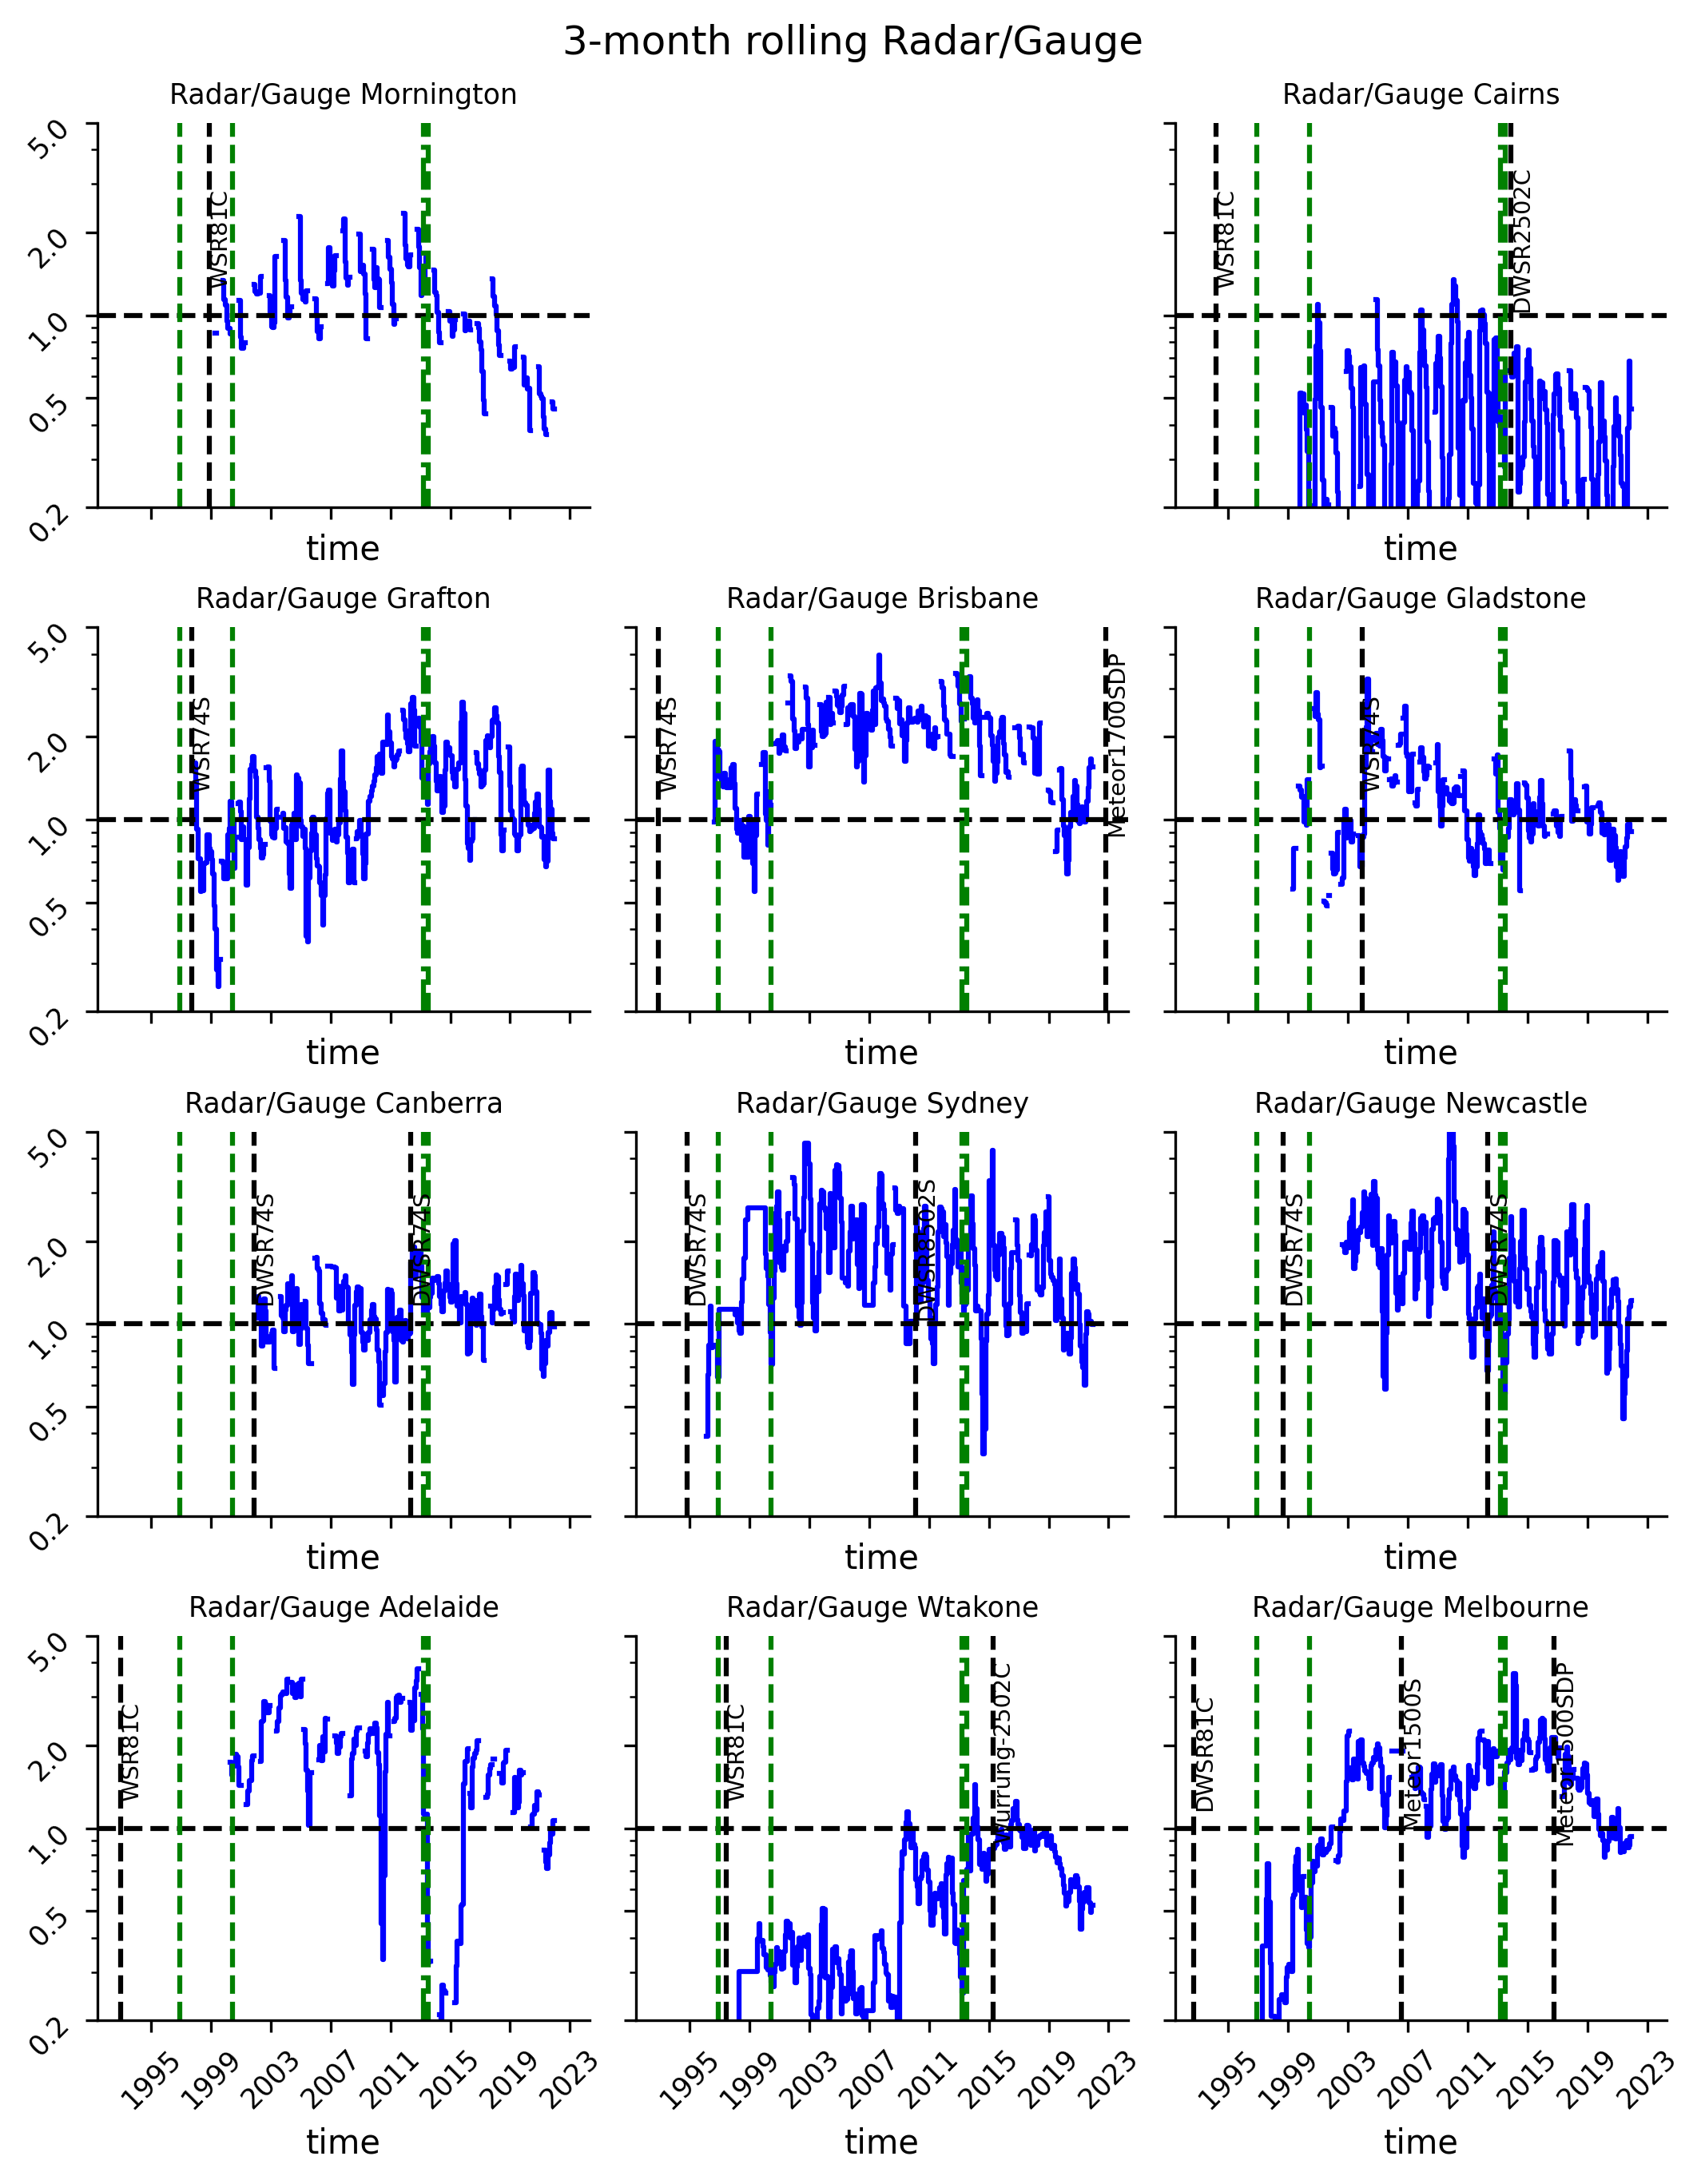 3-month rolling Radar/Gauge
Radar/Gauge Mornington
Radar/Gauge Cairns
5.0
2.0
1.0
0.5
0.2
WSR81C
WSR81C
DWSR2502C
time
time
Radar/Gauge Grafton
Radar/Gauge Brisbane
Radar/Gauge Gladstone
5.0
2.0
1.0
0.5
0.2
WSR74S
WSR74S
Meteor1700SDP
WSR74S
time
time
time
Radar/Gauge Canberra
Radar/Gauge Sydney
Radar/Gauge Newcastle
5.0
2.0
1.0
0.5
0.2
DWSR74S
DWSR74S
DWSR74S
DWSR8502S
DWSR74S
DWSR74S
time
time
time
Radar/Gauge Adelaide
Radar/Gauge Wtakone
Radar/Gauge Melbourne
5.0
2.0
1.0
0.5
0.2
WSR81C
WSR81C
Wurrung-2502C
DWSR81C
Meteor1500S
Meteor1500SDP
1995 1999 2003 2007 2011 2015 2019 2023
1995 1999 2003 2007 2011 2015 2019 2023
1995 1999 2003 2007 2011 2015 2019 2023
time
time
time